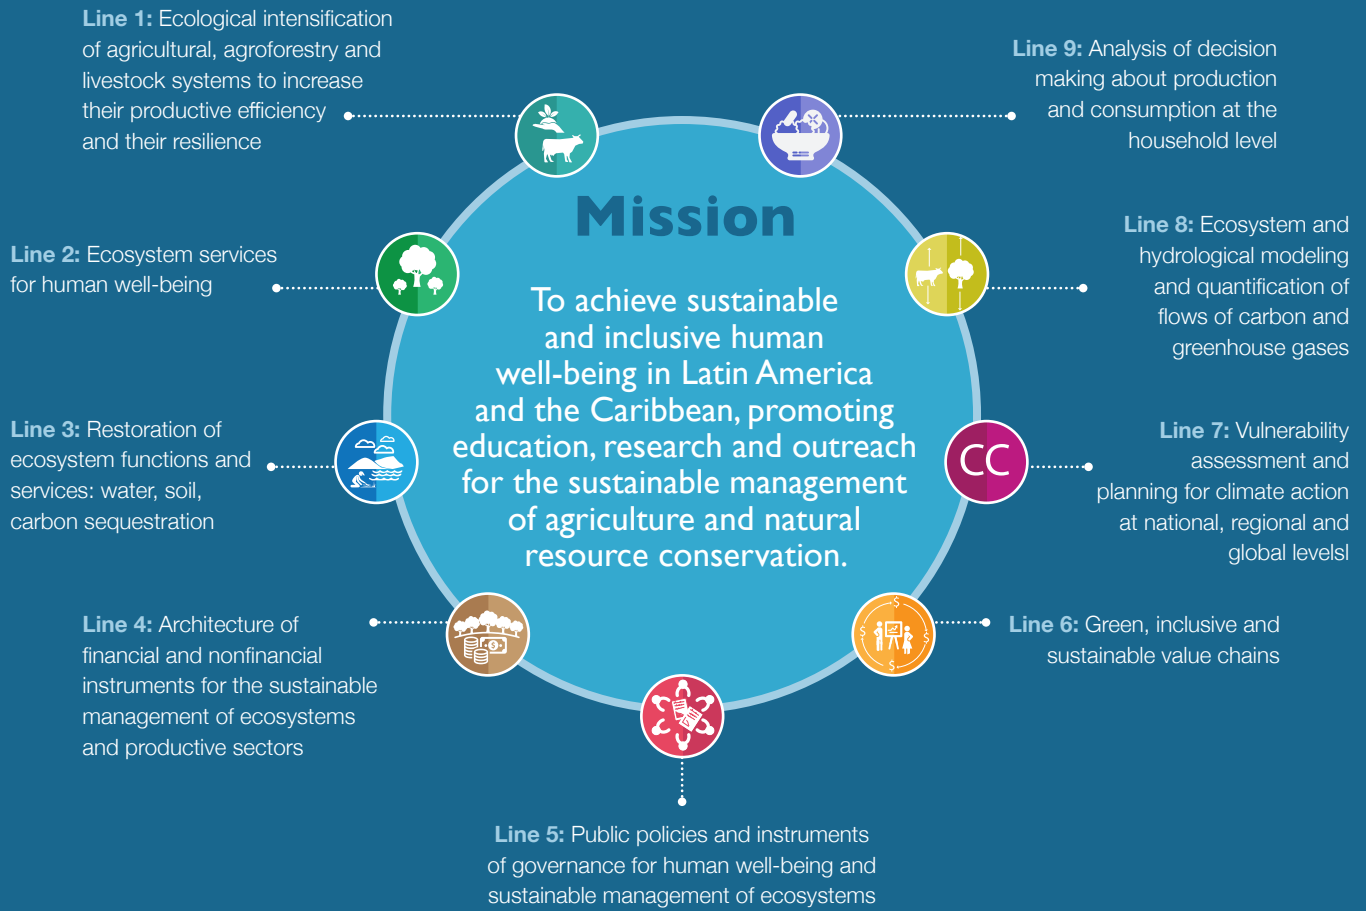 Line 1: Ecological intensification
of agricultural, agroforestry and
livestock systems to increase
their productive efficiency
and their resilience
Line 2: Ecosystem services
for human well-being
Line 3: Restoration of
ecosystem functions and
services: water, soil,
carbon sequestration
Line 4: Architecture of
financial and nonfinancial
instruments for the sustainable
management of ecosystems
and productive sectors
Line 5: Public policies and instruments
of governance for human well-being and
sustainable management of ecosystems
Line 6: Green, inclusive and
sustainable value chains
Line 7: Vulnerability
assessment and
planning for climate action
at national, regional and
global levelsl
Line 8: Ecosystem and
hydrological modeling
and quantification of
flows of carbon and
greenhouse gases
Line 9: Analysis of decision
making about production
and consumption at the
household level
Mission
To achieve sustainable
and inclusive human
well-being in Latin America
and the Caribbean, promoting
education, research and outreach
for the sustainable management
of agriculture and natural
resource conservation.
CC
$
$
$
$
$